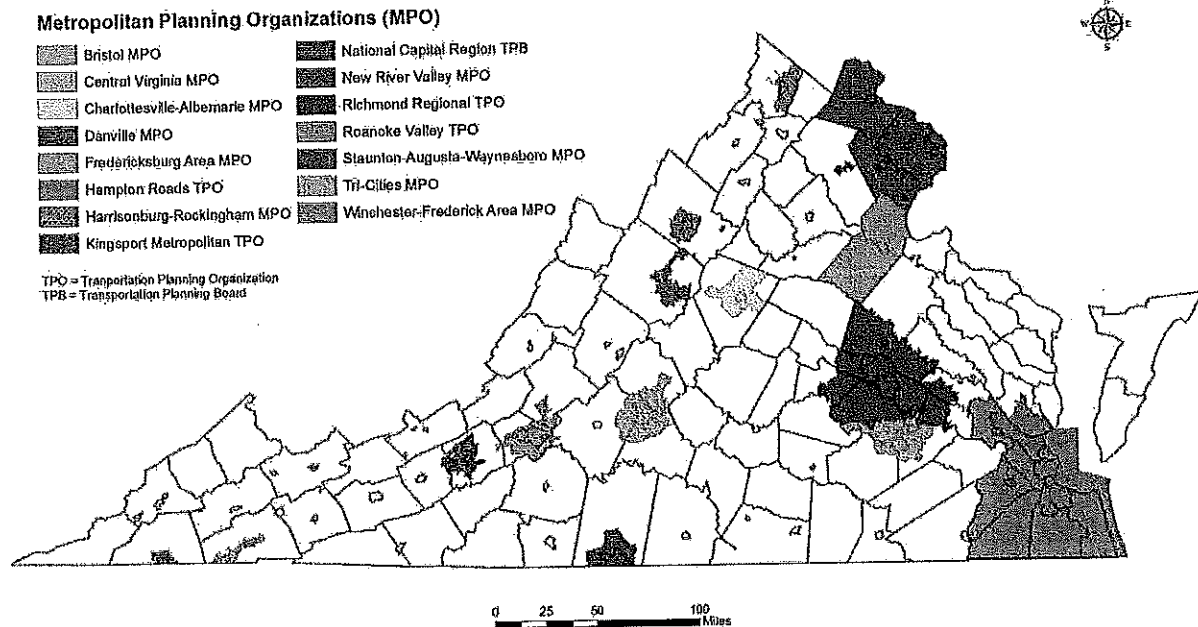 Metropolitan Planning Organizations (MPO)
Bristol MPO
Central Virginia MPO
Charlottesville-Albemarle MPO
Danville MPO
Fredericksburg Area MPO
Hampton Roads TPO
Harrisonburg-Rockingham MPO
Kingsport Metropolitan TPO
National Capital Region TPB
New River Valley MPO
Richmond Regional TPO
Roanoke Valley TPO
Staunton-Augusta-Waynesboro MPO
Tri-Cities MPO
Winchester-Frederick Area MPO
TPO = Tranportation Planning Organization
TPB = Transportation Planning Board
W E
S
0 25 50 100
Miles